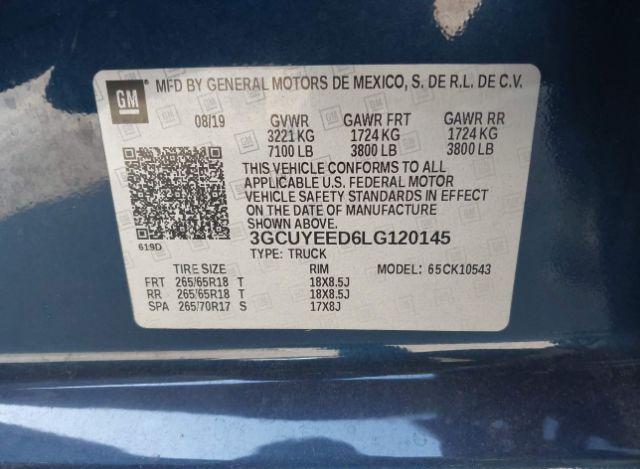 GM MFD BY GENERAL MOTORS DE MEXICO, S. DE R.L. DE C.V.
08/19 GVWR GAWR FRT GAWR RR
3221 KG 1724 KG 1724 KG
7100 LB 3800 LB 3800 LB
THIS VEHICLE CONFORMS TO ALL
APPLICABLE U.S. FEDERAL MOTOR
VEHICLE SAFETY STANDARDS IN EFFECT
ON THE DATE OF MANUFACTURE
SHOWN ABOVE.
3GCUYEED6LG120145
619D
TYPE: TRUCK
TIRE SIZE RIM MODEL: 65CK10543
FRT 265/65R18 T 18X8.5J
RR 265/65R18 T 18X8.5J
SPA 265/70R17 S 17X8J